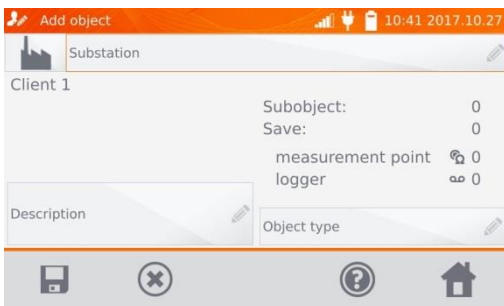 Add object 10:41 2017.10.27
Substation
Client 1
Subobject: 0
Save: 0
measurement point 0
logger 0
Description
Object type
?